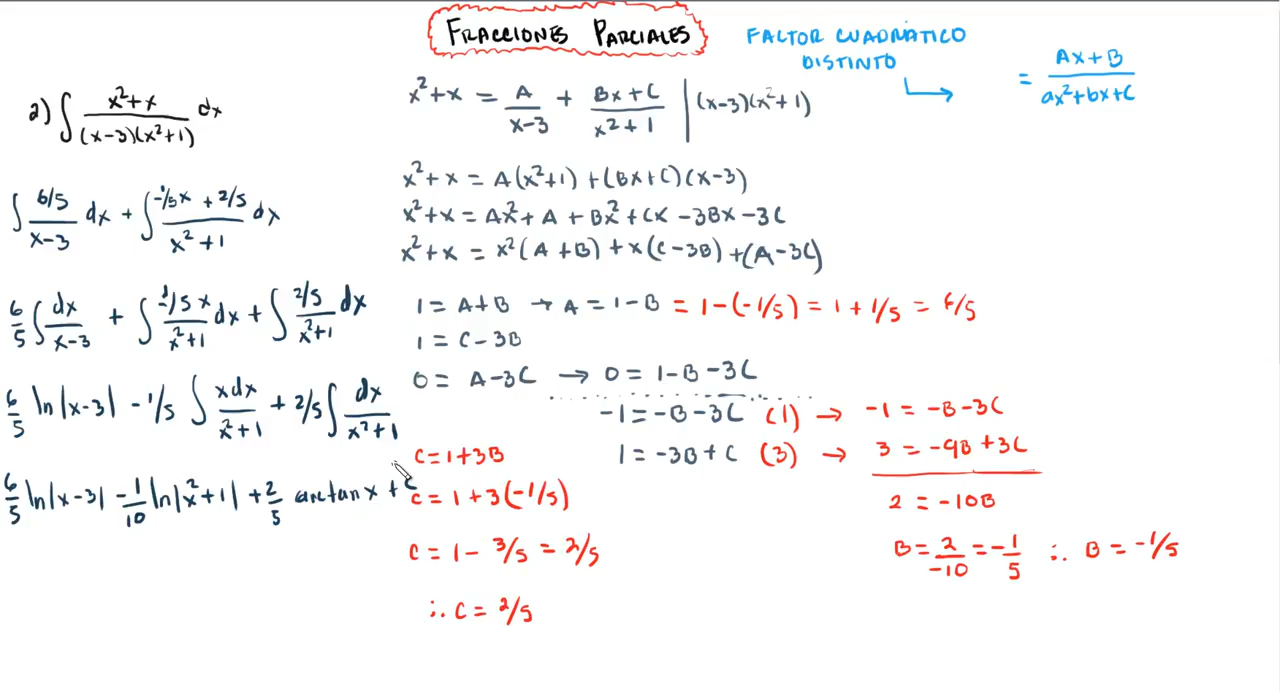 FRACCIONES PARCIALES
FACTOR CUADRÁTICO
DISTINTO
= Ax+B / ax²+bx+c
2) ∫ x²+x / (x-3)(x²+1) dx
∫ 6/5 / x-3 dx + ∫ -1/5x + 2/5 / x²+1 dx
6/5 ∫ dx / x-3 + ∫ -1/5 x / x²+1 dx + ∫ 2/5 / x²+1 dx
6/5 ln|x-3| - 1/5 ∫ xdx / x²+1 + 2/5 ∫ dx / x²+1
6/5 ln|x-3| - 1/10 ln|x²+1| + 2/5 arctan x + C
x²+x = A / x-3 + Bx+C / x²+1 | (x-3)(x²+1)
x²+x = A(x²+1) + (Bx+C)(x-3)
x²+x = Ax²+A + Bx²+Cx - 3Bx - 3C
x²+x = x²(A+B) + x(C-3B) + (A-3C)
1 = A+B → A = 1-B = 1-(-1/5) = 1 + 1/5 = 6/5
1 = C-3B
0 = A-3C → 0 = 1-B-3C
-1 = -B-3C (1) → -1 = -B-3C
1 = -3B+C (3) → 3 = -9B+3C
2 = -10B
B = 2/-10 = -1/5 ∴ B = -1/5
C = 1+3B
C = 1+3(-1/5)
C = 1 - 3/5 = 2/5
∴ C = 2/5